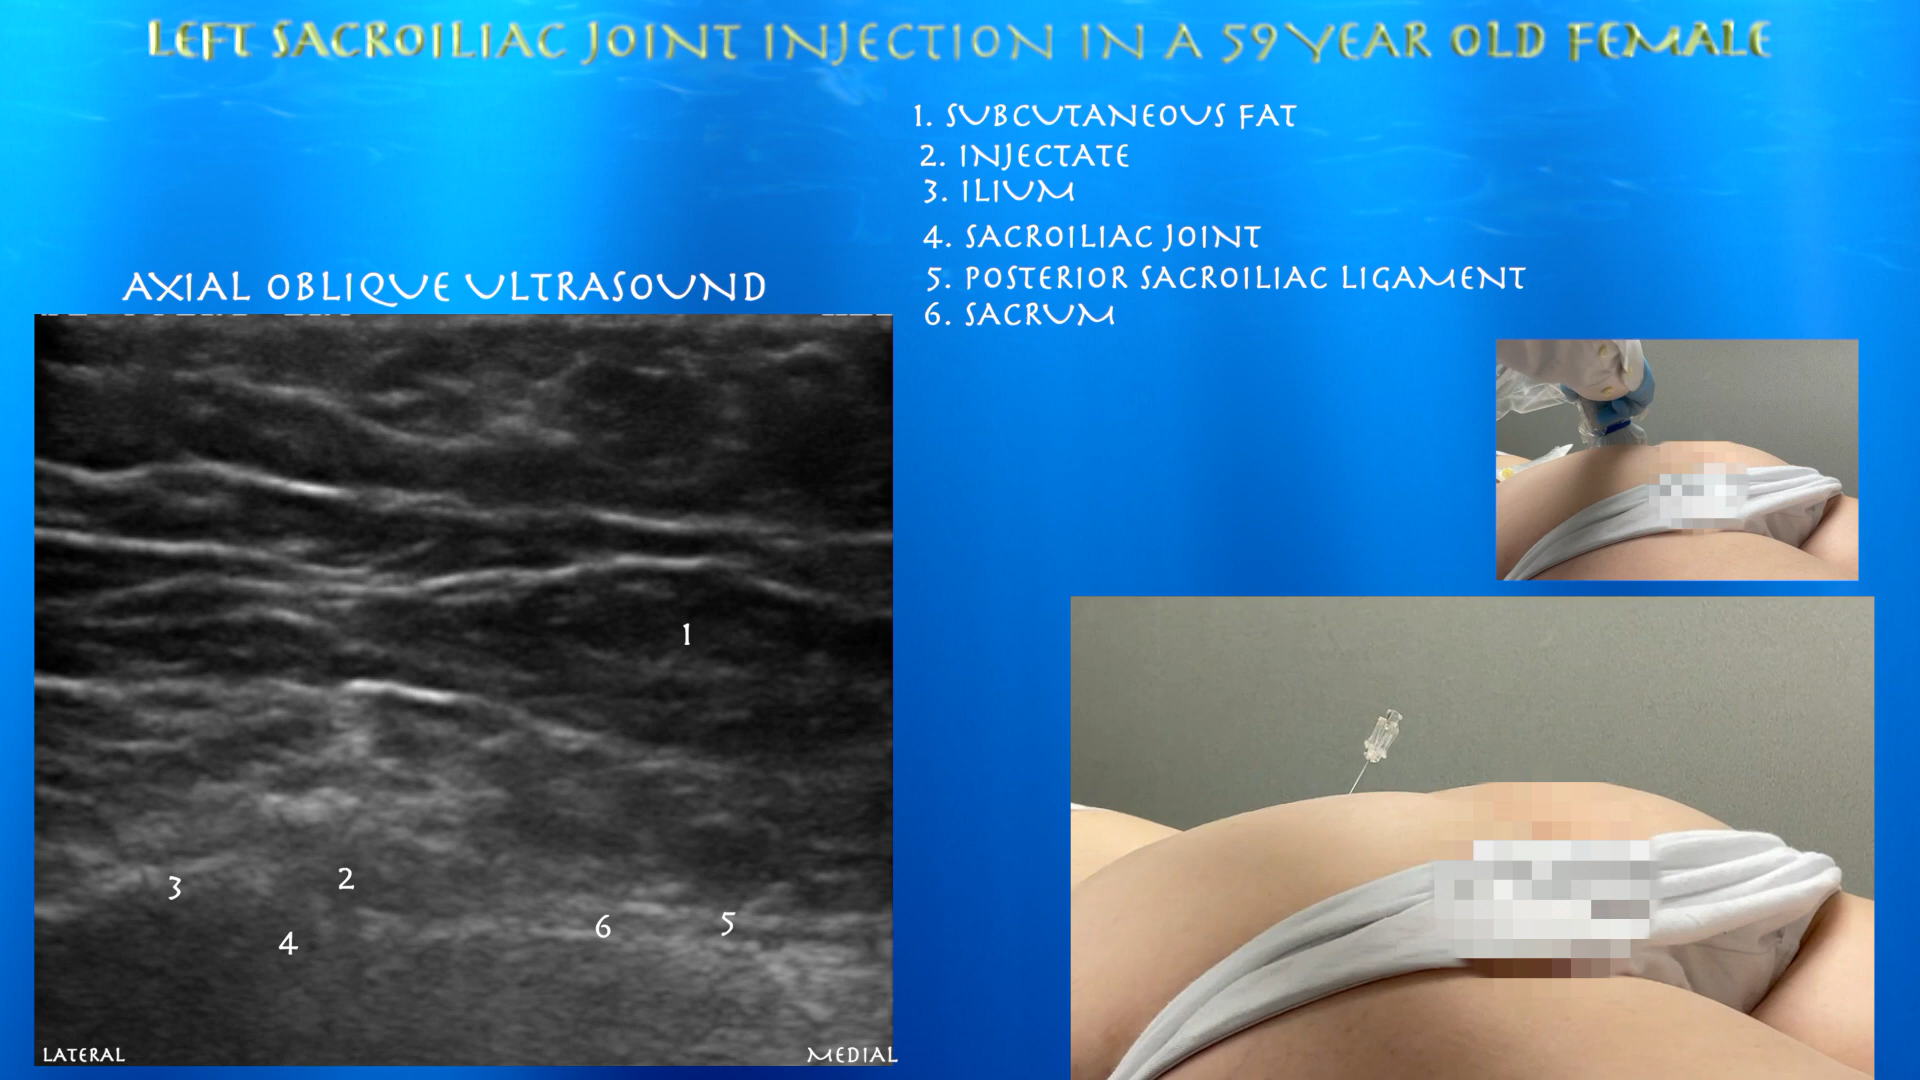 LEFT SACROILIAC JOINT INJECTION IN A 59 YEAR OLD FEMALE
1. SUBCUTANEOUS FAT
2. INJECTATE
3. ILIUM
4. SACROILIAC JOINT
5. POSTERIOR SACROILIAC LIGAMENT
6. SACRUM
AXIAL OBLIQUE ULTRASOUND
1
2
3
4
6
5
LATERAL
MEDIAL